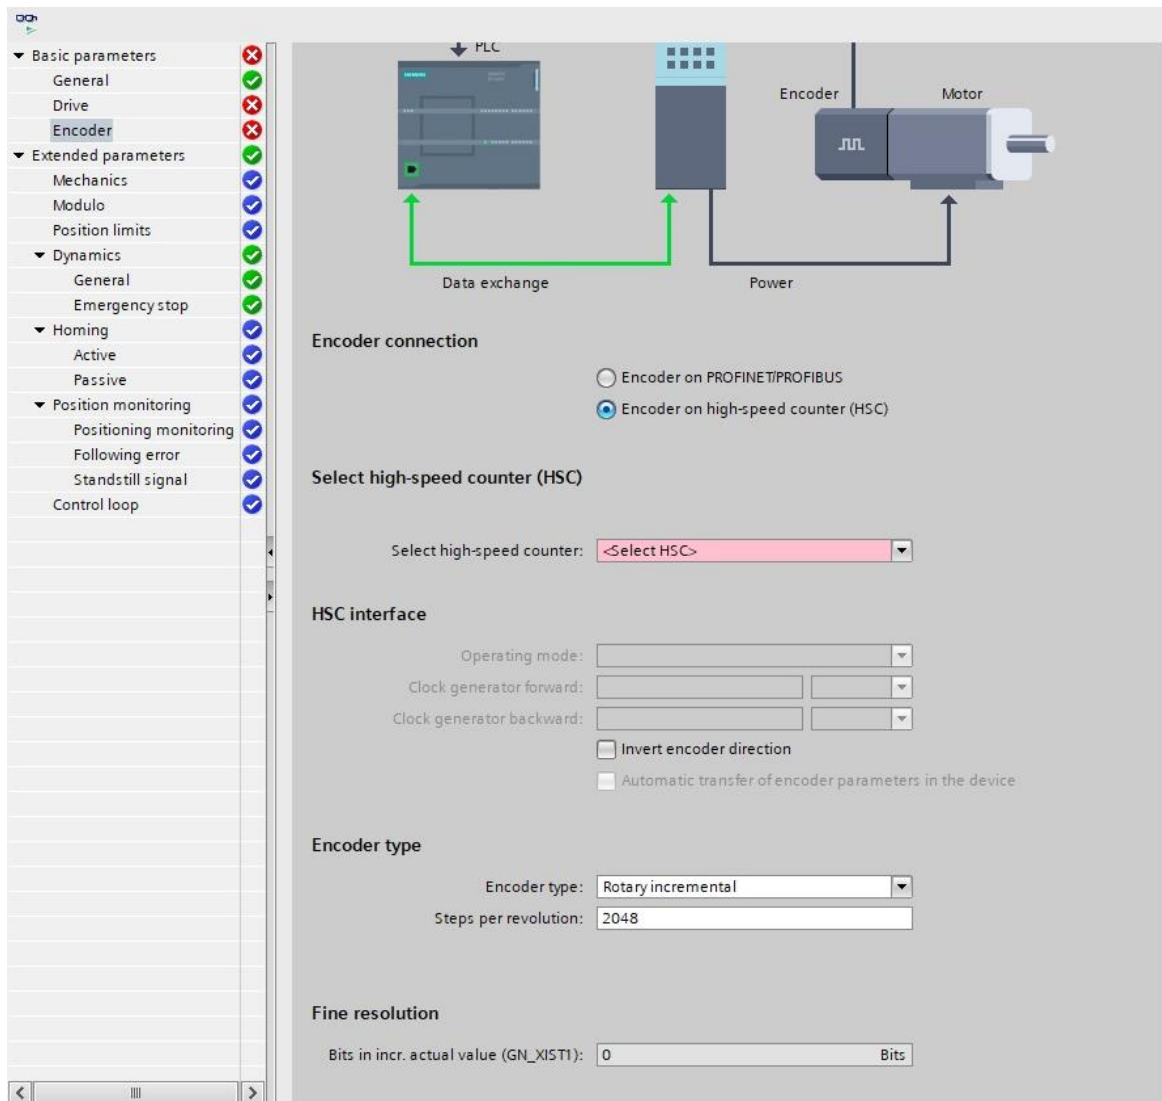 Basic parameters
General
Drive
Encoder
Extended parameters
Mechanics
Modulo
Position limits
Dynamics
General
Emergency stop
Homing
Active
Passive
Position monitoring
Positioning monitoring
Following error
Standstill signal
Control loop
PLC
SIEMENS
Encoder
Motor
Data exchange
Power
Encoder connection
Encoder on PROFINET/PROFIBUS
Encoder on high-speed counter (HSC)
Select high-speed counter (HSC)
Select high-speed counter: <Select HSC>
HSC interface
Operating mode:
Clock generator forward:
Clock generator backward:
Invert encoder direction
Automatic transfer of encoder parameters in the device
Encoder type
Encoder type: Rotary incremental
Steps per revolution: 2048
Fine resolution
Bits in incr. actual value (GN_XIST1): 0 Bits